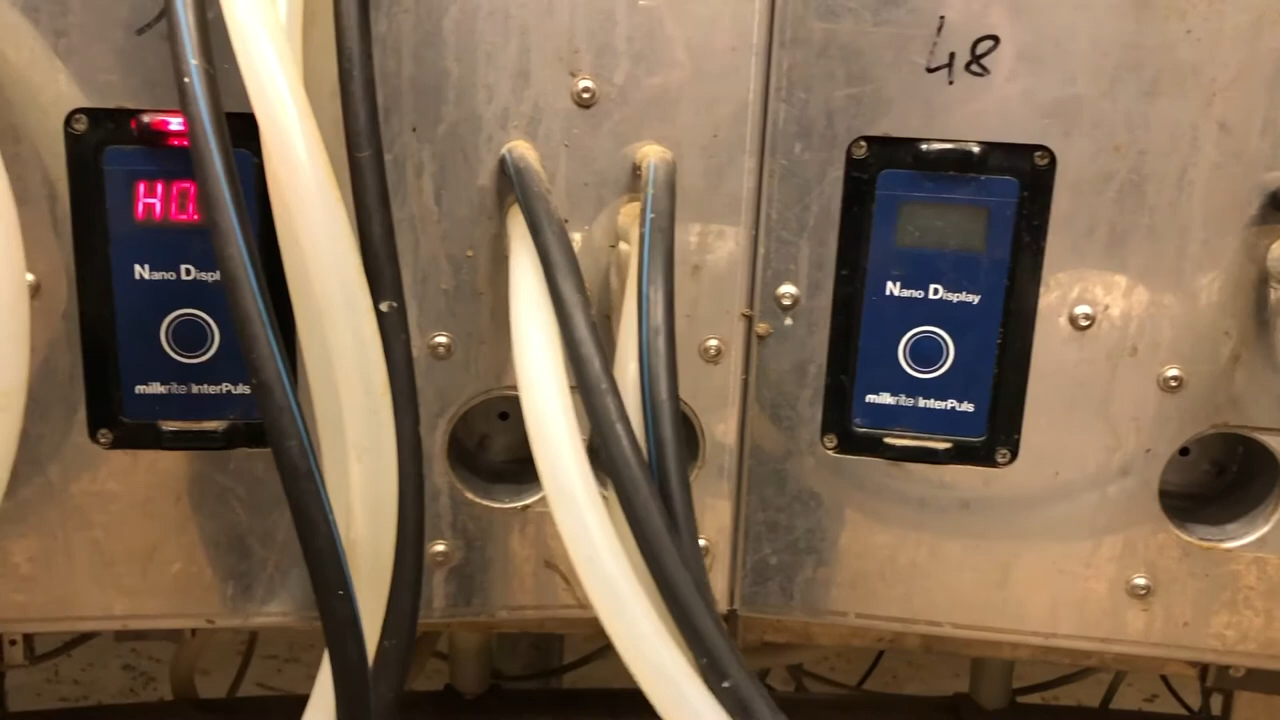 48
H0.
Nano Displ
milkrite InterPuls
Nano Display
milkrite InterPuls